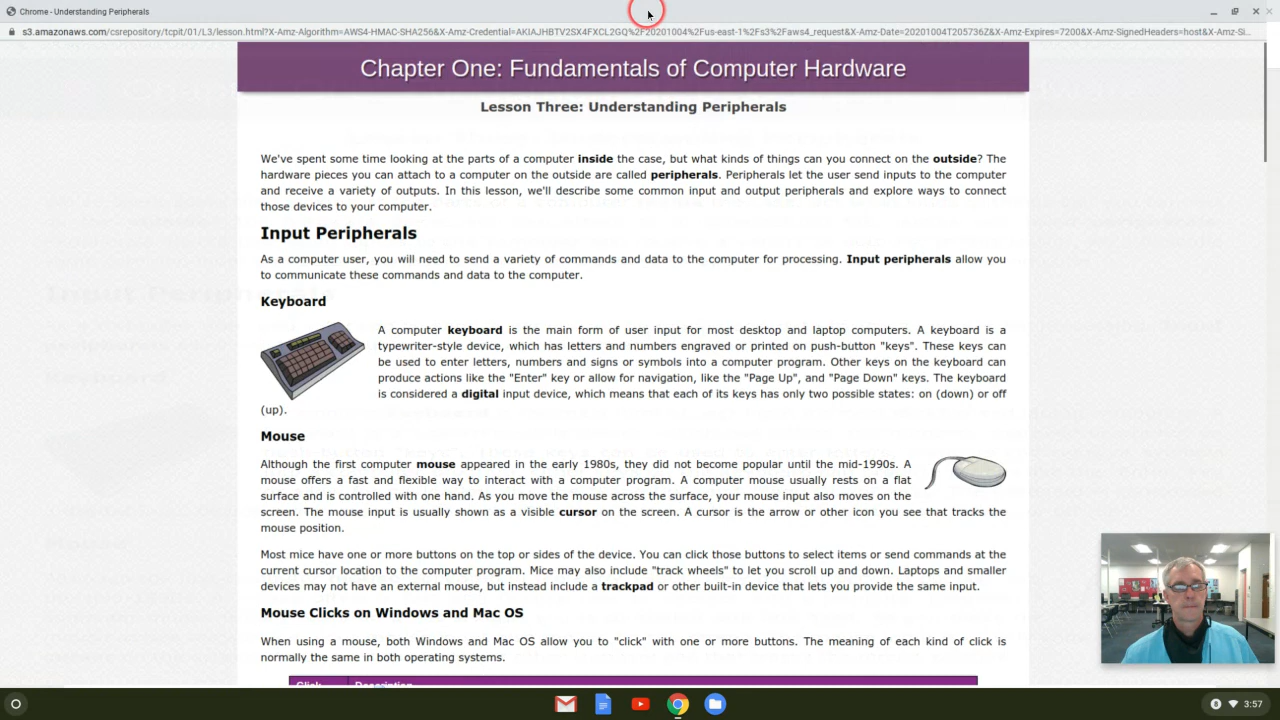 Chrome - Understanding Peripherals
s3.amazonaws.com/csrepository/tcpit/01/L3/lesson.html?X-Amz-Algorithm=AWS4-HMAC-SHA256&X-Amz-Credential=AKIAJHBTV2SX4FXCL2GQ%2F20201004%2Fus-east-1%2Fs3%2Faws4_request&X-Amz-Date=20201004T205736Z&X-Amz-Expires=7200&X-Amz-SignedHeaders=host&X-Amz-Si...
Chapter One: Fundamentals of Computer Hardware
Lesson Three: Understanding Peripherals
We've spent some time looking at the parts of a computer inside the case, but what kinds of things can you connect on the outside? The
hardware pieces you can attach to a computer on the outside are called peripherals. Peripherals let the user send inputs to the computer
and receive a variety of outputs. In this lesson, we'll describe some common input and output peripherals and explore ways to connect
those devices to your computer.
Input Peripherals
As a computer user, you will need to send a variety of commands and data to the computer for processing. Input peripherals allow you
to communicate these commands and data to the computer.
Keyboard
A computer keyboard is the main form of user input for most desktop and laptop computers. A keyboard is a
typewriter-style device, which has letters and numbers engraved or printed on push-button "keys". These keys can
be used to enter letters, numbers and signs or symbols into a computer program. Other keys on the keyboard can
produce actions like the "Enter" key or allow for navigation, like the "Page Up", and "Page Down" keys. The keyboard
is considered a digital input device, which means that each of its keys has only two possible states: on (down) or off
(up).
Mouse
Although the first computer mouse appeared in the early 1980s, they did not become popular until the mid-1990s. A
mouse offers a fast and flexible way to interact with a computer program. A computer mouse usually rests on a flat
surface and is controlled with one hand. As you move the mouse across the surface, your mouse input also moves on the
screen. The mouse input is usually shown as a visible cursor on the screen. A cursor is the arrow or other icon you see that tracks the
mouse position.
Most mice have one or more buttons on the top or sides of the device. You can click those buttons to select items or send commands at the
current cursor location to the computer program. Mice may also include "track wheels" to let you scroll up and down. Laptops and smaller
devices may not have an external mouse, but instead include a trackpad or other built-in device that lets you provide the same input.
Mouse Clicks on Windows and Mac OS
When using a mouse, both Windows and Mac OS allow you to "click" with one or more buttons. The meaning of each kind of click is
normally the same in both operating systems.
Click Description
3:57